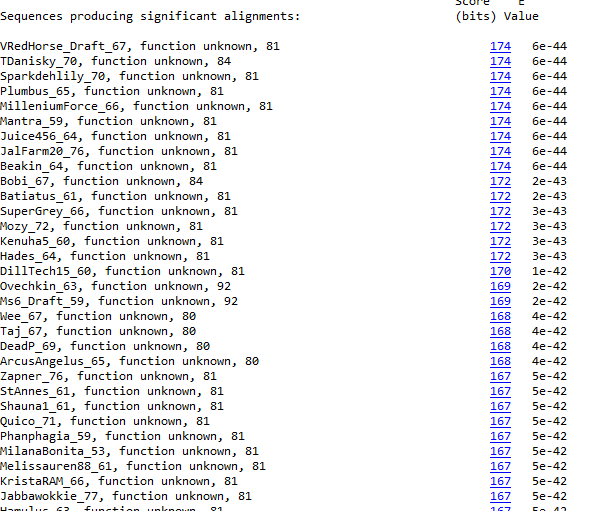 Score E
Sequences producing significant alignments: (bits) Value
VRedHorse_Draft_67, function unknown, 81 174 6e-44
TDanisky_70, function unknown, 84 174 6e-44
Sparkdehlily_70, function unknown, 81 174 6e-44
Plumbus_65, function unknown, 81 174 6e-44
MilleniumForce_66, function unknown, 81 174 6e-44
Mantra_59, function unknown, 81 174 6e-44
Juice456_64, function unknown, 81 174 6e-44
JalFarm20_76, function unknown, 81 174 6e-44
Beakin_64, function unknown, 81 174 6e-44
Bobi_67, function unknown, 84 172 2e-43
Batiatus_61, function unknown, 81 172 2e-43
SuperGrey_66, function unknown, 81 172 3e-43
Mozy_72, function unknown, 81 172 3e-43
Kenuha5_60, function unknown, 81 172 3e-43
Hades_64, function unknown, 81 172 3e-43
DillTech15_60, function unknown, 81 170 1e-42
Ovechkin_63, function unknown, 92 169 2e-42
Ms6_Draft_59, function unknown, 92 169 2e-42
Wee_67, function unknown, 80 168 4e-42
Taj_67, function unknown, 80 168 4e-42
DeadP_69, function unknown, 80 168 4e-42
ArcusAngelus_65, function unknown, 80 168 4e-42
Zapner_76, function unknown, 81 167 5e-42
StAnnes_61, function unknown, 81 167 5e-42
Shauna1_61, function unknown, 81 167 5e-42
Quico_71, function unknown, 81 167 5e-42
Phanphagia_59, function unknown, 81 167 5e-42
MilanaBonita_53, function unknown, 81 167 5e-42
Melissauren88_61, function unknown, 81 167 5e-42
KristaRAM_66, function unknown, 81 167 5e-42
Jabbawokkie_77, function unknown, 81 167 5e-42
Hamulus_63, function unknown, 81 167 5e-42